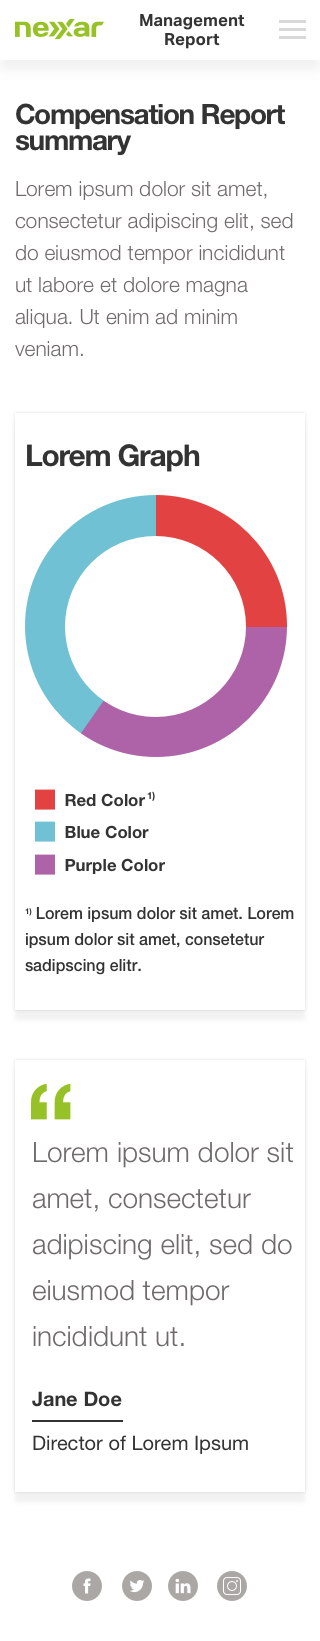 nexxar
Management
Report
Compensation Report
summary
Lorem ipsum dolor sit amet,
consectetur adipiscing elit, sed
do eiusmod tempor incididunt
ut labore et dolore magna
aliqua. Ut enim ad minim
veniam.
Lorem Graph
Red Color ¹⁾
Blue Color
Purple Color
¹⁾ Lorem ipsum dolor sit amet. Lorem
ipsum dolor sit amet, consetetur
sadipscing elitr.
“
Lorem ipsum dolor sit
amet, consectetur
adipiscing elit, sed do
eiusmod tempor
incididunt ut.
Jane Doe
Director of Lorem Ipsum